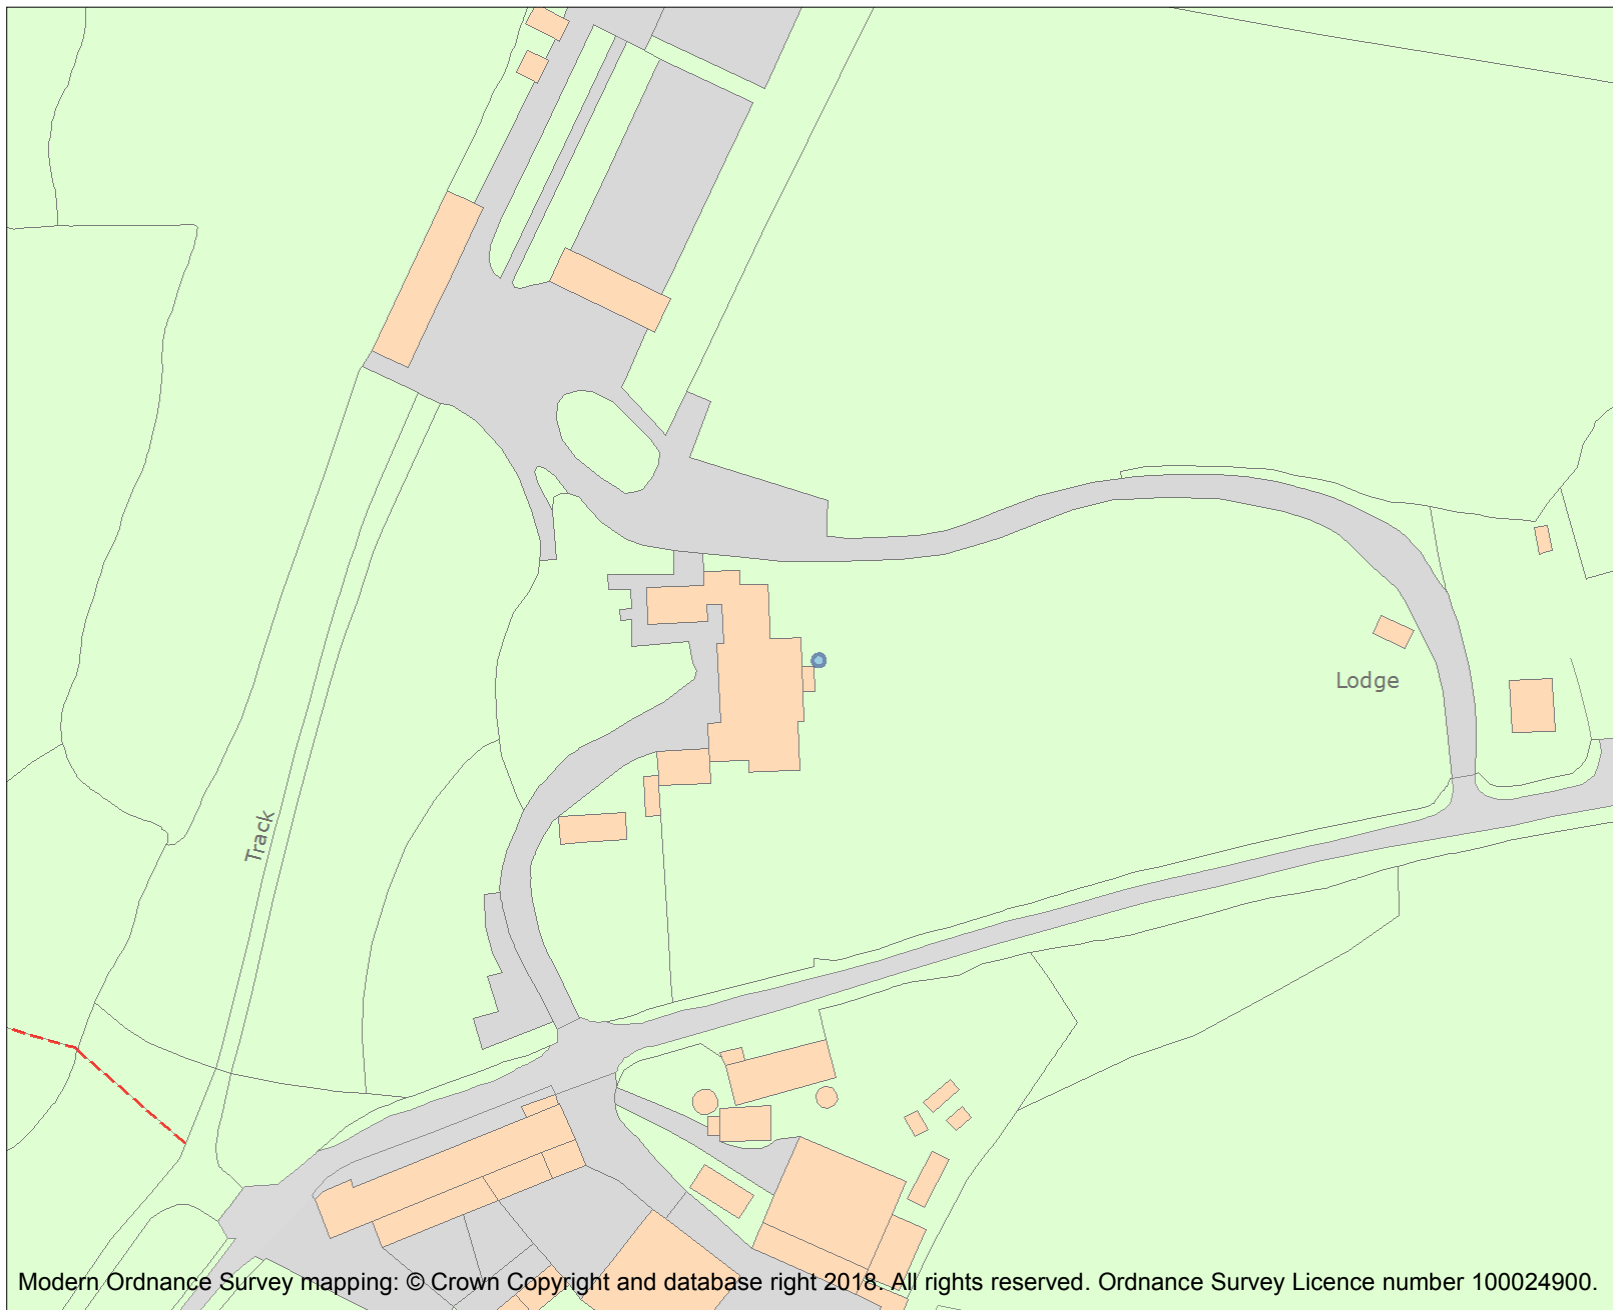 Lodge
Track
Modern Ordnance Survey mapping: © Crown Copyright and database right 2018. All rights reserved. Ordnance Survey Licence number 100024900.